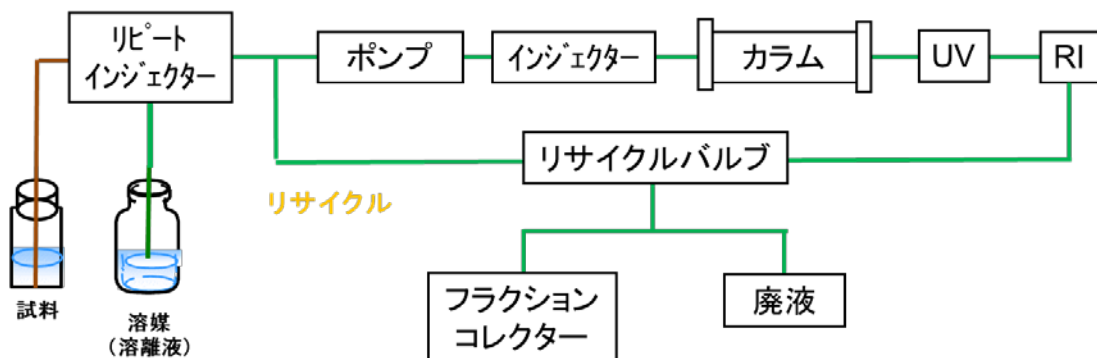 リピート
インジェクター
ポンプ
インジェクター
カラム
UV
RI
リサイクルバルブ
リサイクル
フラクション
コレクター
廃液
試料
溶媒
（溶離液）